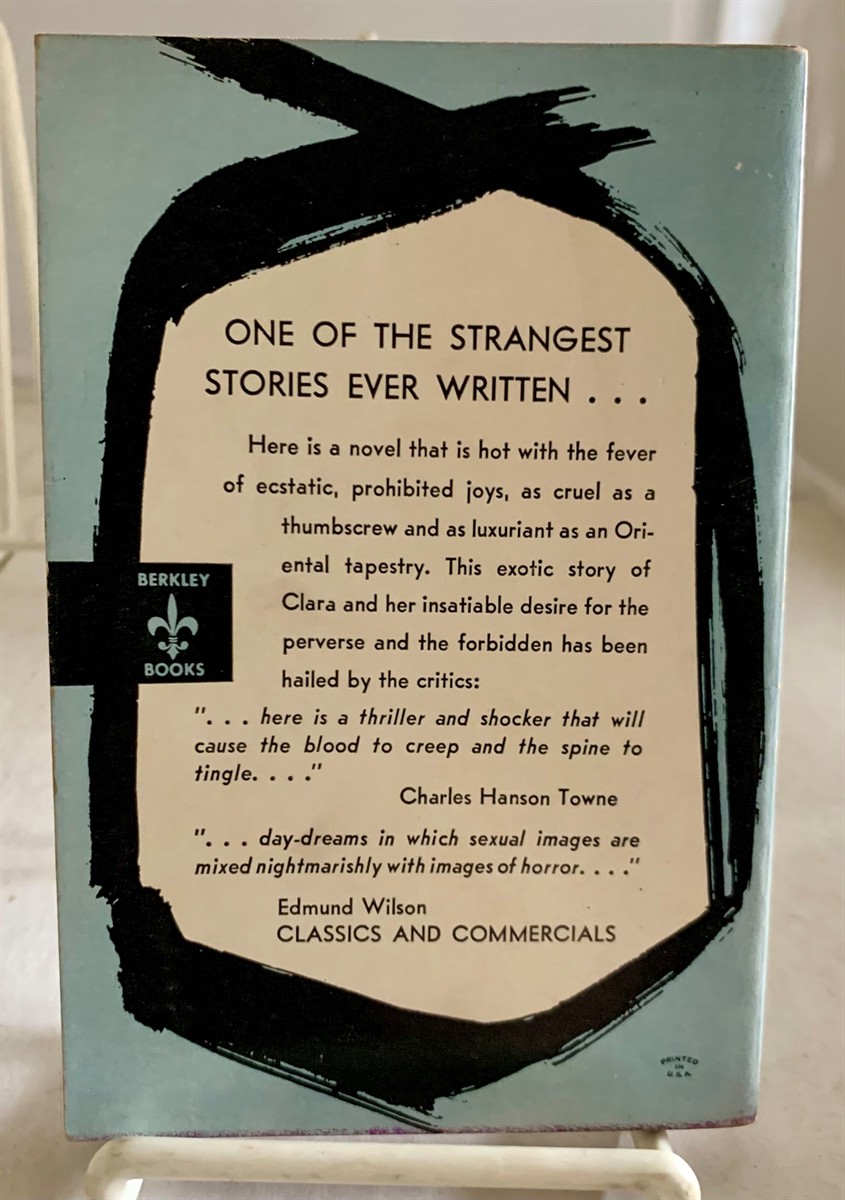 ONE OF THE STRANGEST
STORIES EVER WRITTEN . . .
Here is a novel that is hot with the fever
of ecstatic, prohibited joys, as cruel as a
thumbscrew and as luxuriant as an Ori-
ental tapestry. This exotic story of
Clara and her insatiable desire for the
perverse and the forbidden has been
hailed by the critics:
BERKLEY
BOOKS
". . . here is a thriller and shocker that will
cause the blood to creep and the spine to
tingle. . . ."
Charles Hanson Towne
". . . day-dreams in which sexual images are
mixed nightmarishly with images of horror. . . ."
Edmund Wilson
CLASSICS AND COMMERCIALS
PRINTED
IN
U.S.A.